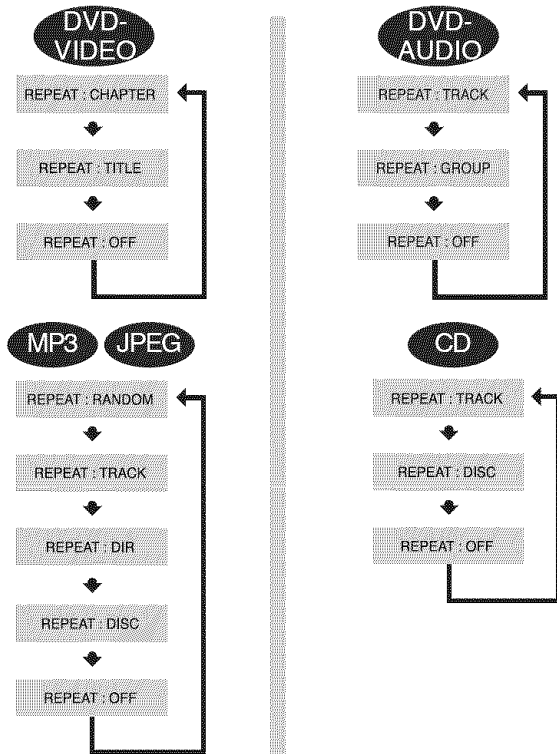 DVD-
VIDEO
REPEAT : CHAPTER
REPEAT : TITLE
REPEAT : OFF
DVD-
AUDIO
REPEAT : TRACK
REPEAT : GROUP
REPEAT : OFF
MP3 JPEG
REPEAT : RANDOM
REPEAT : TRACK
REPEAT : DIR
REPEAT : DISC
REPEAT : OFF
CD
REPEAT : TRACK
REPEAT : DISC
REPEAT : OFF